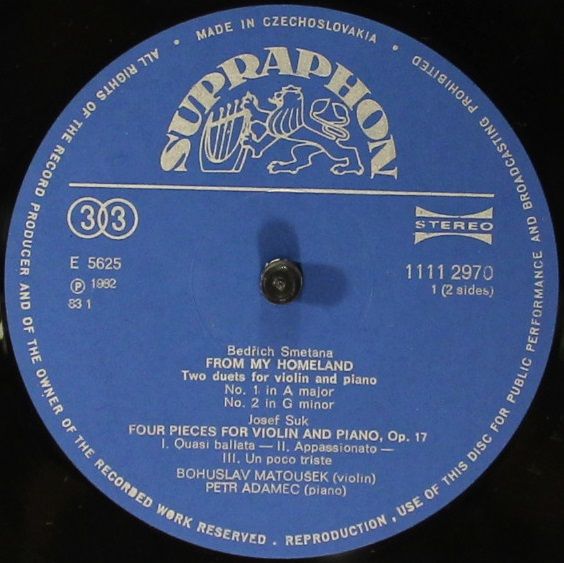 ALL RIGHTS OF THE RECORD PRODUCER AND OF THE OWNER OF THE RECORDED WORK RESERVED . REPRODUCTION , USE OF THIS DISC FOR PUBLIC PERFORMANCE AND BROADCASTING PROHIBITED • MADE IN CZECHOSLOVAKIA •
SUPRAPHON
33
STEREO
E 5625
℗ 1982
83 1
1111 2970
1 (2 sides)
Bedřich Smetana
FROM MY HOMELAND
Two duets for violin and piano
No. 1 in A major
No. 2 in G minor
Josef Suk
FOUR PIECES FOR VIOLIN AND PIANO, Op. 17
I. Quasi ballata — II. Appassionato —
III. Un poco triste
BOHUSLAV MATOUŠEK (violin)
PETR ADAMEC (piano)